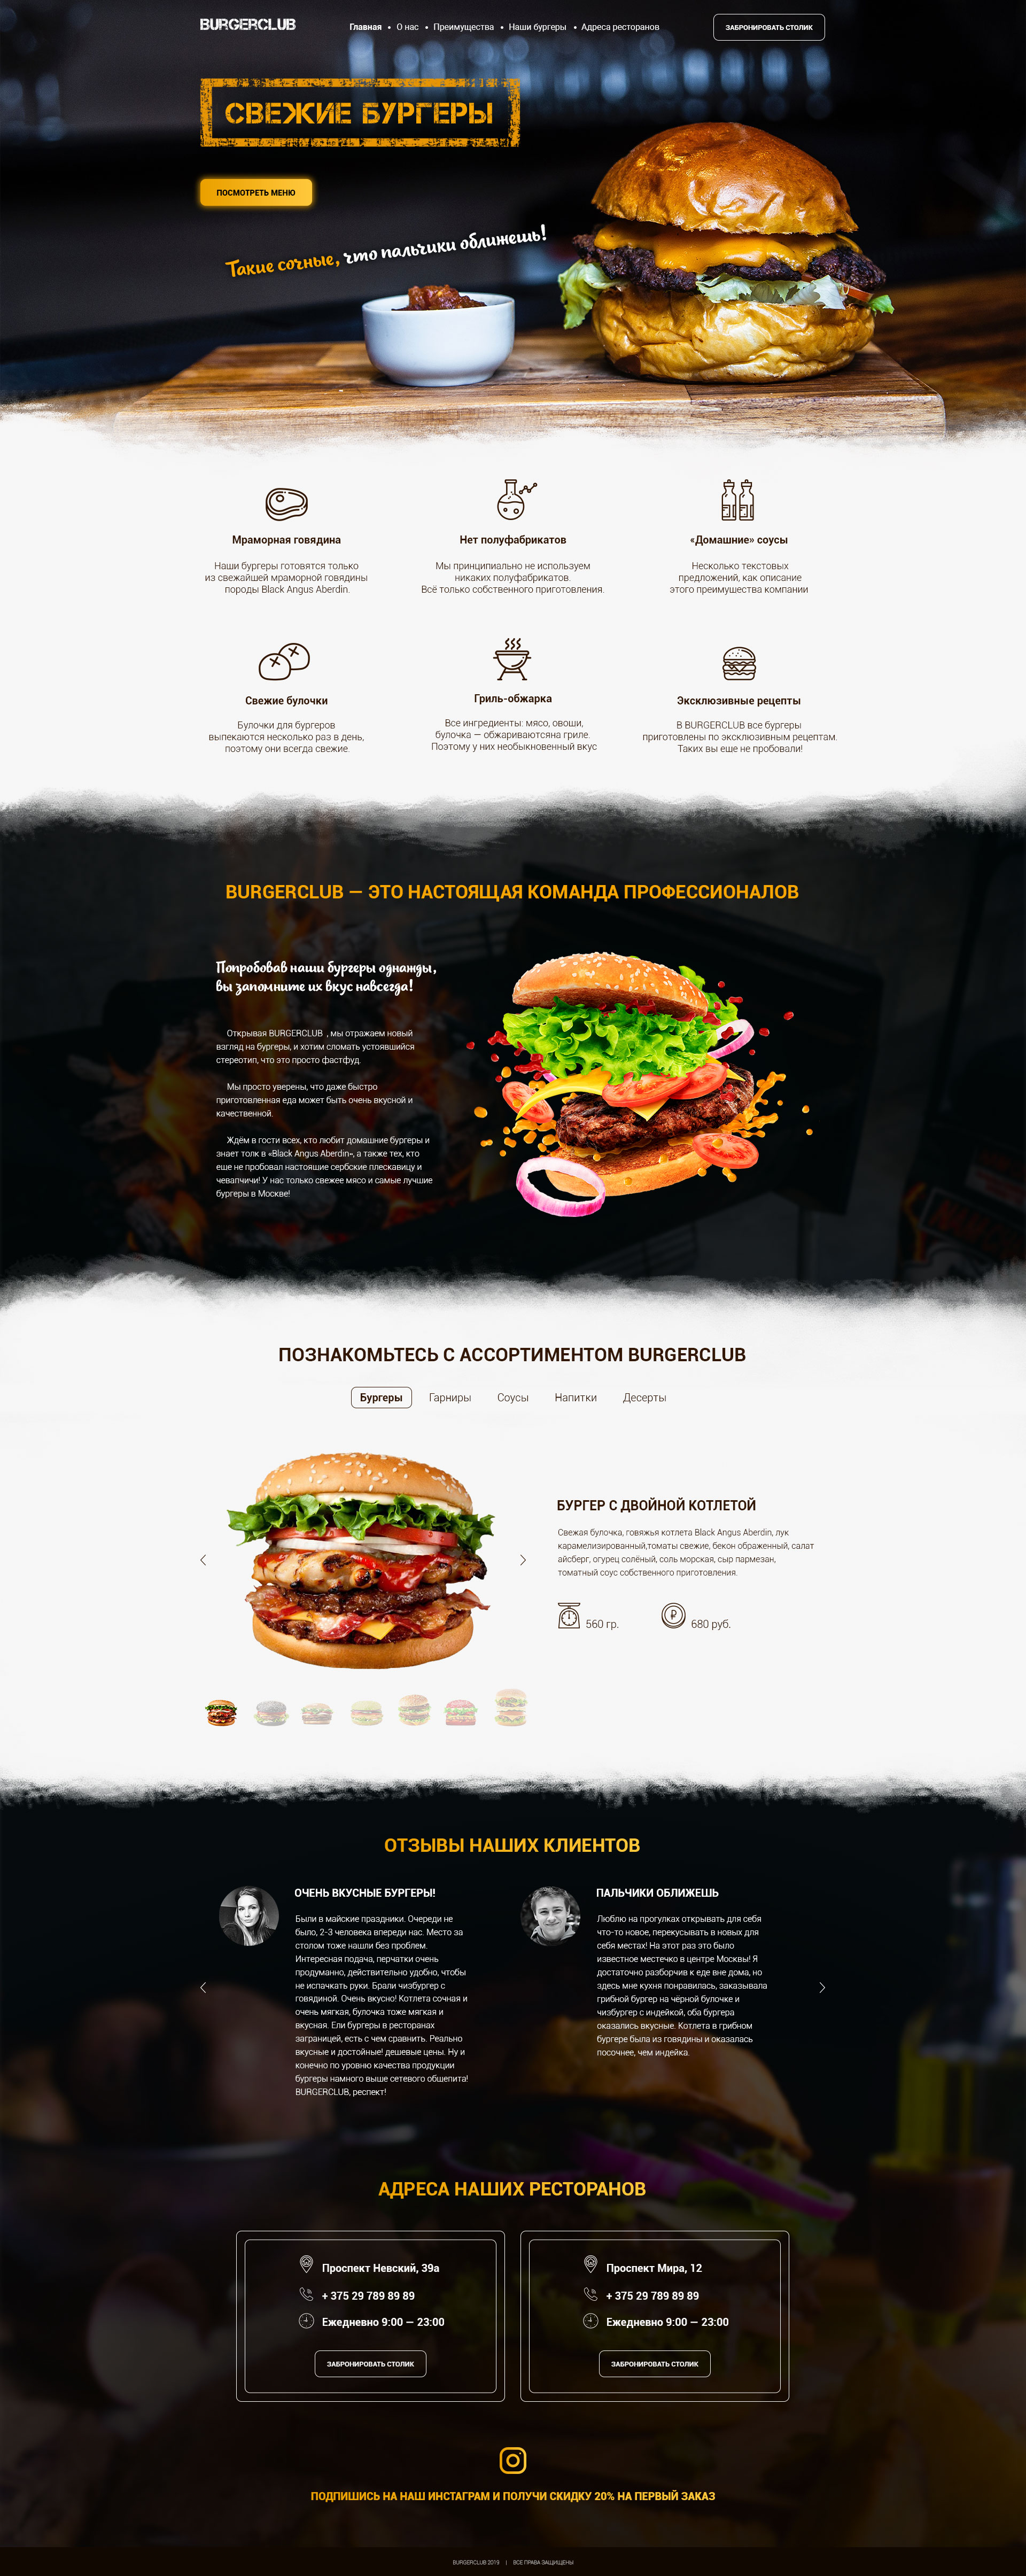 BURGERCLUB
Главная • О нас • Преимущества • Наши бургеры • Адреса ресторанов
ЗАБРОНИРОВАТЬ СТОЛИК
СВЕЖИЕ БУРГЕРЫ
ПОСМОТРЕТЬ МЕНЮ
Такие сочные, что пальчики оближешь!
Мраморная говядина
Наши бургеры готовятся только
из свежайшей мраморной говядины
породы Black Angus Aberdin.
Нет полуфабрикатов
Мы принципиально не используем
никаких полуфабрикатов.
Всё только собственного приготовления.
«Домашние» соусы
Несколько текстовых
предложений, как описание
этого преимущества компании
Свежие булочки
Булочки для бургеров
выпекаются несколько раз в день,
поэтому они всегда свежие.
Гриль-обжарка
Все ингредиенты: мясо, овоши,
булочка — обжариваютсяна гриле.
Поэтому у них необыкновенный вкус
Эксклюзивные рецепты
В BURGERCLUB все бургеры
приготовлены по эксклюзивным рецептам.
Таких вы еще не пробовали!
BURGERCLUB — ЭТО НАСТОЯЩАЯ КОМАНДА ПРОФЕССИОНАЛОВ
Попробовав наши бургеры однажды,
вы запомните их вкус навсегда!
Открывая BURGERCLUB , мы отражаем новый
взгляд на бургеры, и хотим сломать устоявшийся
стереотип, что это просто фастфуд.
Мы просто уверены, что даже быстро
приготовленная еда может быть очень вкусной и
качественной.
Ждём в гости всех, кто любит домашние бургеры и
знает толк в «Black Angus Aberdin», а также тех, кто
еше не пробовал настояшие сербские плескавицу и
чевапчичи! У нас только свежее мясо и самые лучшие
бургеры в Москве!
ПОЗНАКОМЬТЕСЬ С АССОРТИМЕНТОМ BURGERCLUB
Бургеры Гарниры Соусы Напитки Десерты
БУРГЕР С ДВОЙНОЙ КОТЛЕТОЙ
Свежая булочка, говяжья котлета Black Angus Aberdin, лук
карамелизированный,томаты свежие, бекон ображенный, салат
айсберг, огурец солёный, соль морская, сыр пармезан,
томатный соус собственного приготовления.
560 гр. 680 руб.
ОТЗЫВЫ НАШИХ КЛИЕНТОВ
ОЧЕНЬ ВКУСНЫЕ БУРГЕРЫ!
Были в майские праздники. Очереди не
было, 2-3 человека впереди нас. Место за
столом тоже нашли без проблем.
Интересная подача, перчатки очень
продуманно, действительно удобно, чтобы
не испачкать руки. Брали чизбургер с
говядиной. Очень вкусно! Котлета сочная и
очень мягкая, булочка тоже мягкая и
вкусная. Ели бургеры в ресторанах
заграницей, есть с чем сравнить. Реально
вкусные и достойные! дешевые цены. Ну и
конечно по уровню качества продукции
бургеры намного выше сетевого общепита!
BURGERCLUB, респект!
ПАЛЬЧИКИ ОБЛИЖЕШЬ
Люблю на прогулках открывать для себя
что-то новое, перекусывать в новых для
себя местах! На этот раз это было
известное местечко в центре Москвы! Я
достаточно разборчив к еде вне дома, но
здесь мне кухня понравилась, заказывала
грибной бургер на чёрной булочке и
чизбургер с индейкой, оба бургера
оказались вкусные. Котлета в грибном
бургере была из говядины и оказалась
посочнее, чем индейка.
АДРЕСА НАШИХ РЕСТОРАНОВ
Проспект Невский, 39а
+ 375 29 789 89 89
Ежедневно 9:00 — 23:00
ЗАБРОНИРОВАТЬ СТОЛИК
Проспект Мира, 12
+ 375 29 789 89 89
Ежедневно 9:00 — 23:00
ЗАБРОНИРОВАТЬ СТОЛИК
ПОДПИШИСЬ НА НАШ ИНСТАГРАМ И ПОЛУЧИ СКИДКУ 20% НА ПЕРВЫЙ ЗАКАЗ
BURGERCLUB 2019 | ВСЕ ПРАВА ЗАЩИЩЕНЫ